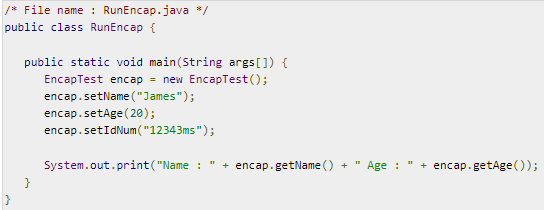 /* File name : RunEncap.java */
public class RunEncap {
public static void main(String args[]) {
EncapTest encap = new EncapTest();
encap.setName("James");
encap.setAge(20);
encap.setIdNum("12343ms");
System.out.print("Name : " + encap.getName() + " Age : " + encap.getAge());
}
}